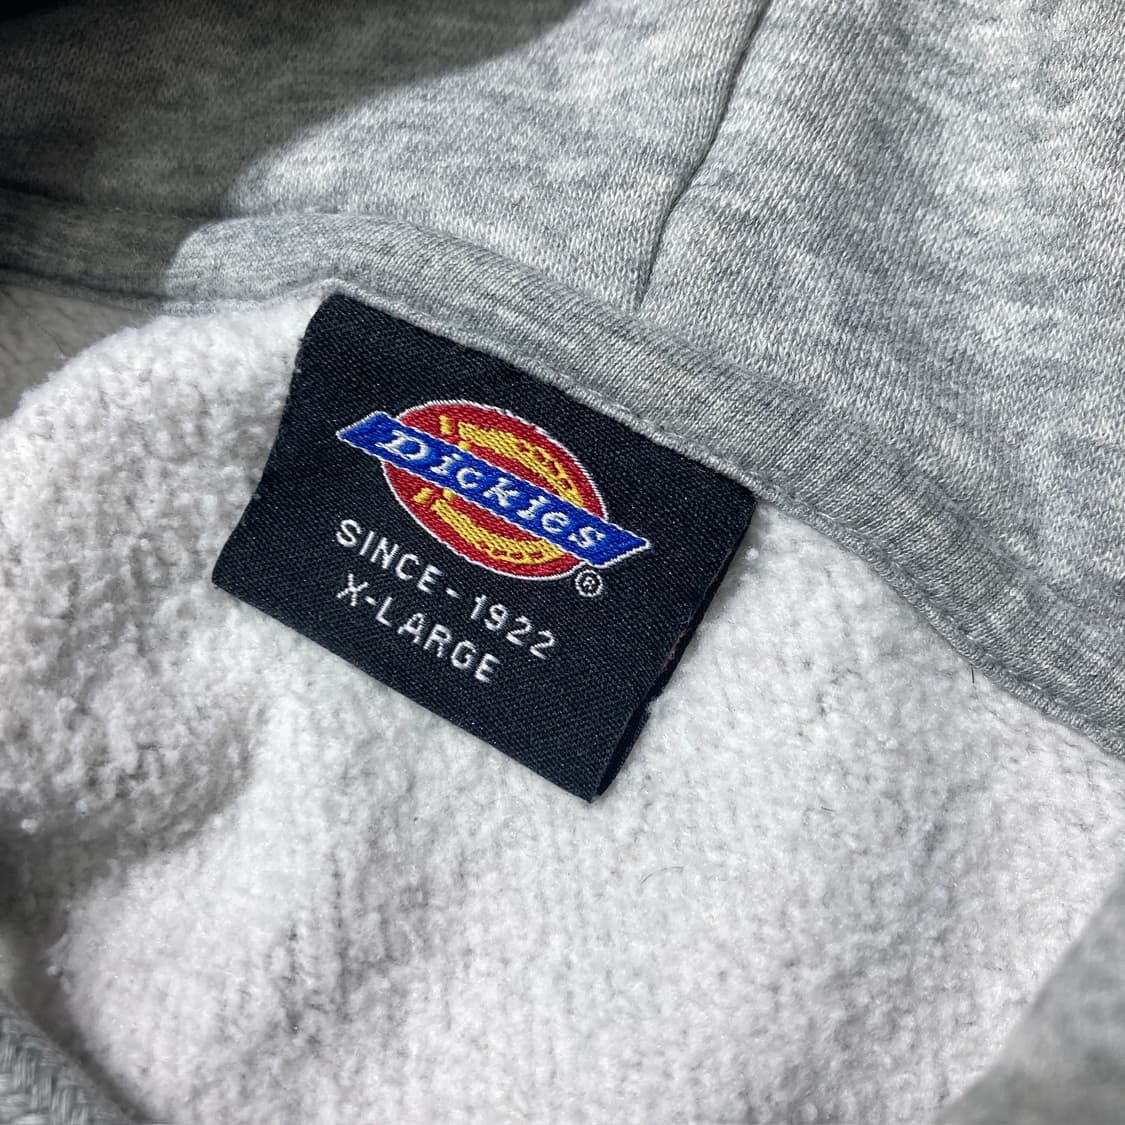 Dickies
®
SINCE-1922
X-LARGE